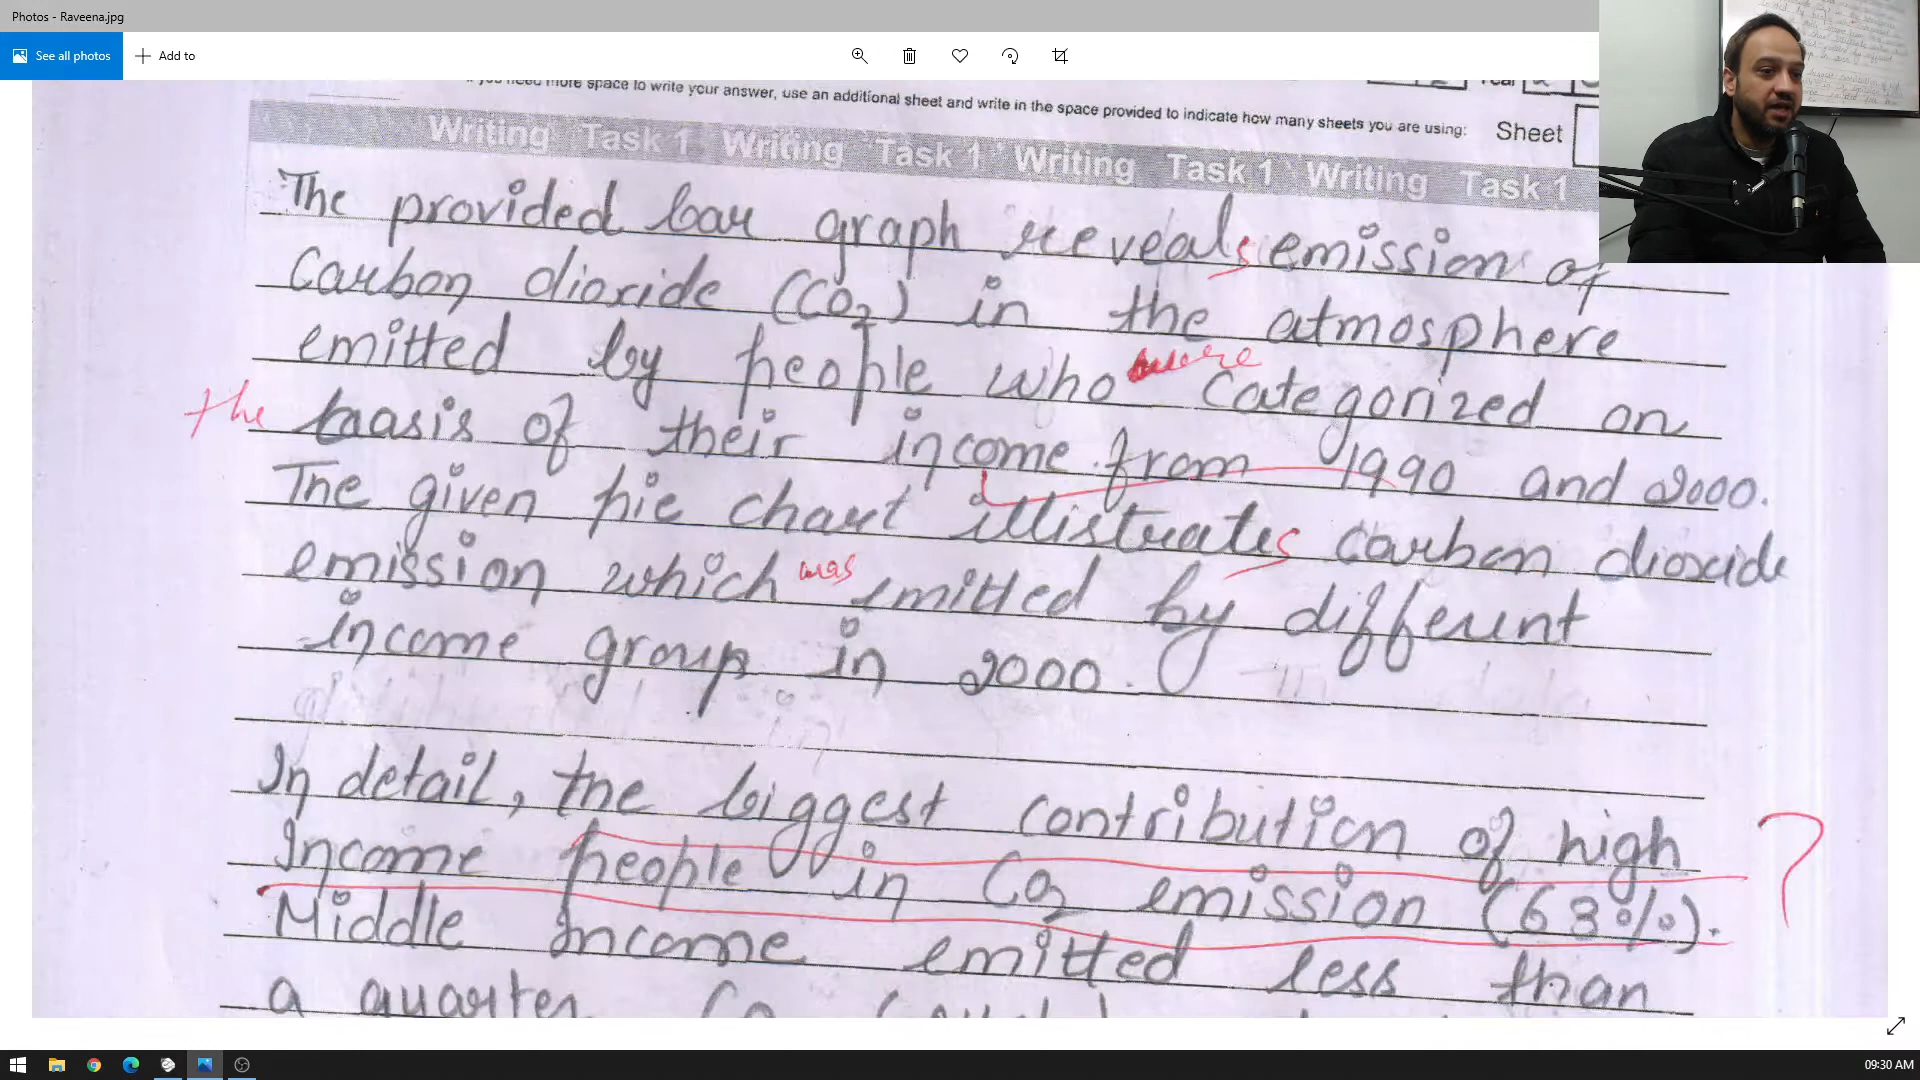 Photos - Raveena.jpg
See all photos
Add to
you need more space to write your answer, use an additional sheet and write in the space provided to indicate how many sheets you are using: Sheet
Writing Task 1 Writing Task 1 Writing Task 1 Writing Task 1
The provided bar graph reveals emission of
Carbon dioxide (CO2) in the atmosphere
emitted by people who were categorized on
the basis of their income from 1990 and 2000.
The given pie chart illistrates carbon dioxide
emission which was emitted by different
income group in 2000.
In detail, the biggest contribution of high
Income people in CO2 emission (63%). ?
Middle income emitted less than
a quarter
09:30 AM